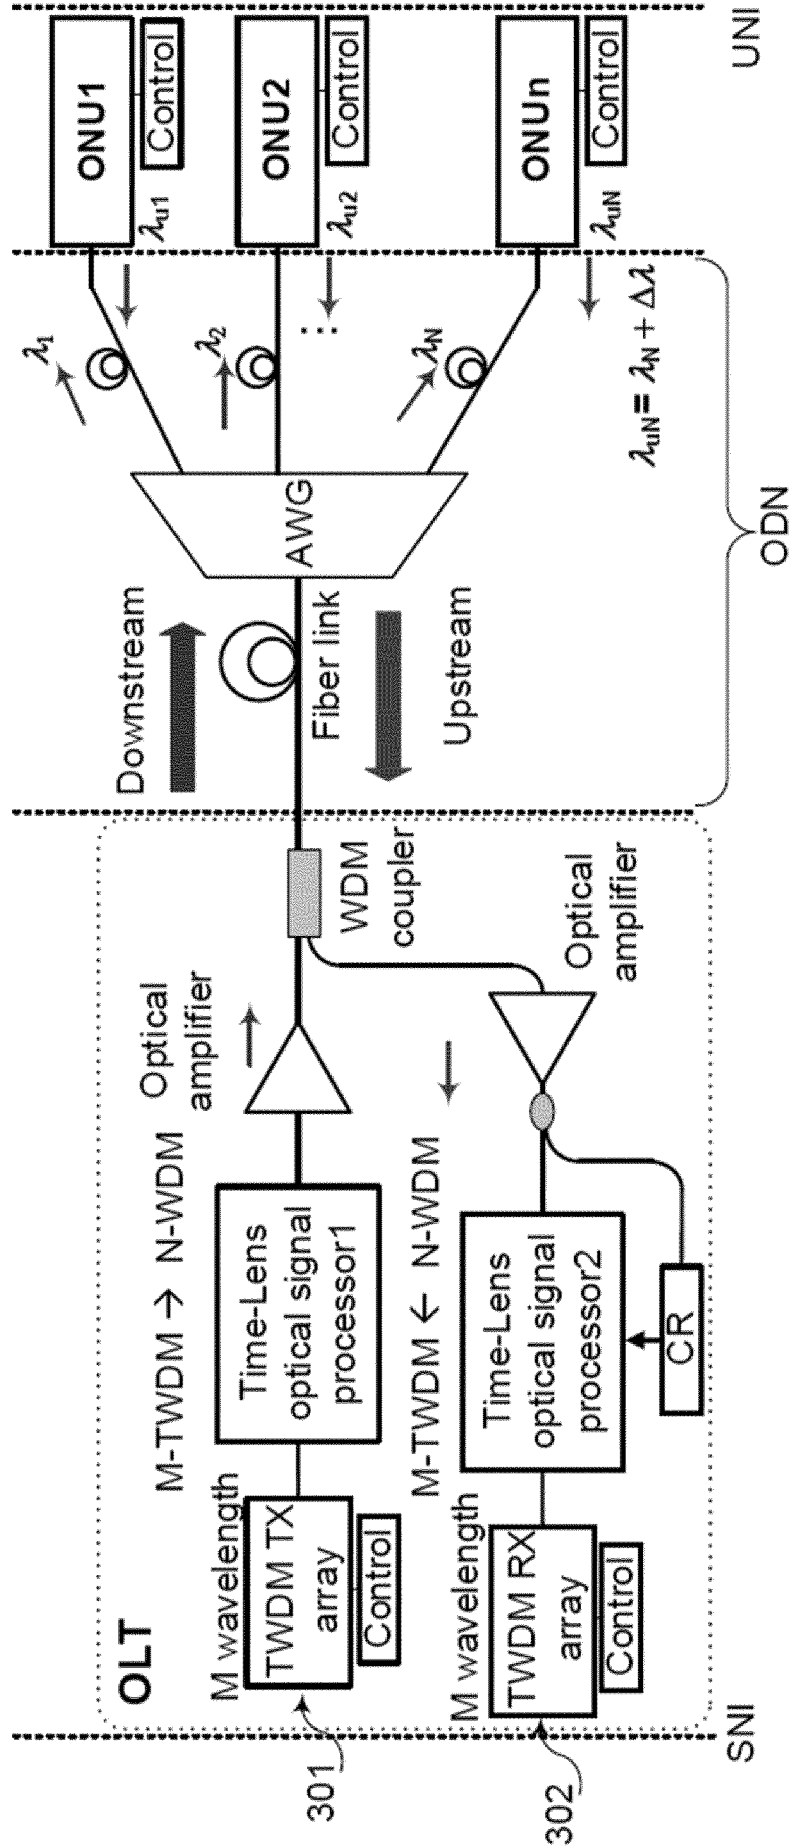 OLT
M-TWDM → N-WDM
M wavelength
TWDM TX
array
Control
301
Time-Lens
optical signal
processor1
Optical
amplifier
WDM
coupler
M-TWDM ← N-WDM
M wavelength
TWDM RX
array
Control
302
Time-Lens
optical signal
processor2
CR
Optical
amplifier
SNI
Downstream
Fiber link
Upstream
AWG
λ1
λ2
...
λN
λuN = λN + Δλ
ODN
ONU1
Control
λu1
ONU2
Control
λu2
ONUn
Control
λuN
UNI